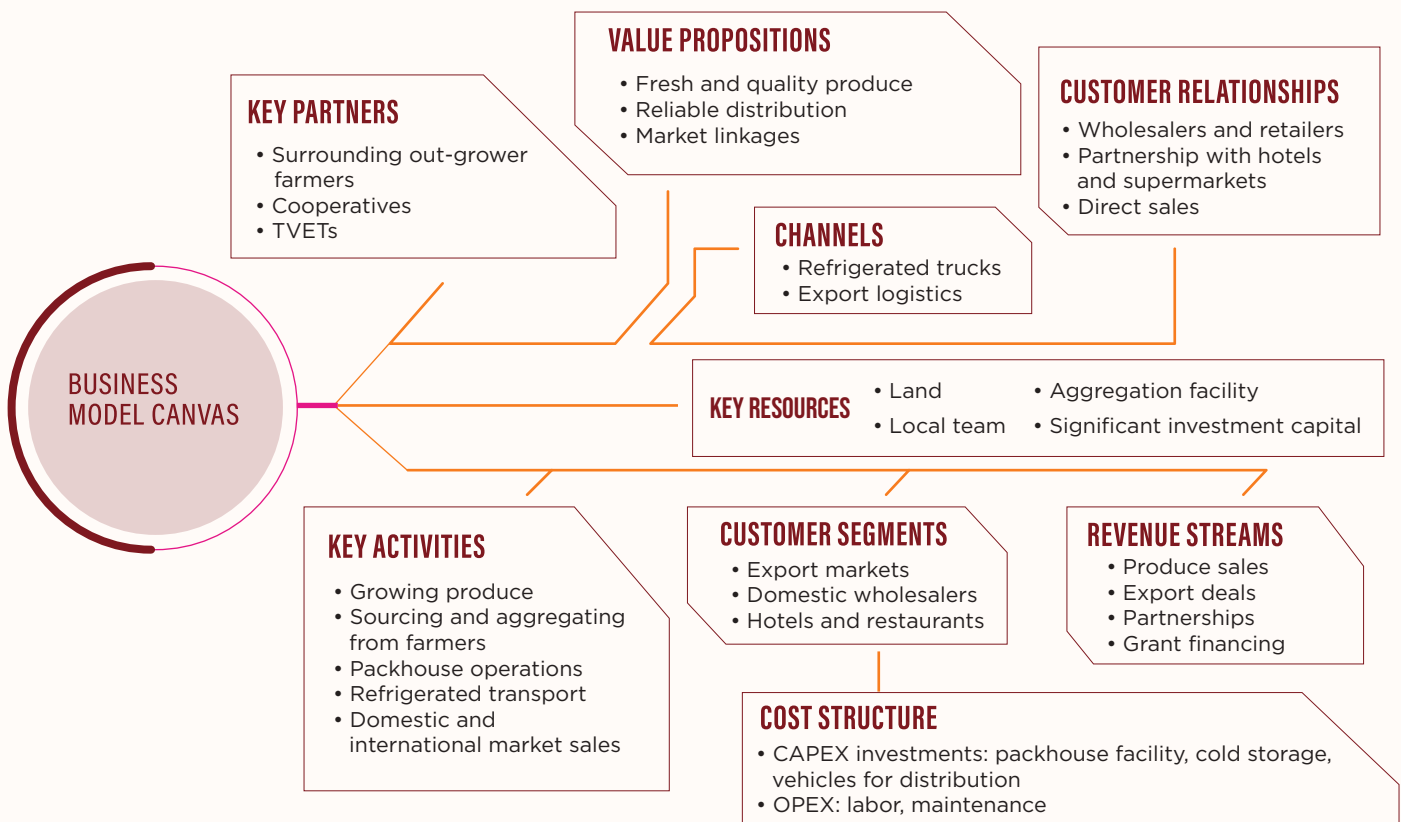 BUSINESS
MODEL CANVAS
KEY PARTNERS
• Surrounding out-grower
farmers
• Cooperatives
• TVETs
VALUE PROPOSITIONS
• Fresh and quality produce
• Reliable distribution
• Market linkages
CHANNELS
• Refrigerated trucks
• Export logistics
CUSTOMER RELATIONSHIPS
• Wholesalers and retailers
• Partnership with hotels
and supermarkets
• Direct sales
KEY RESOURCES
• Land
• Local team
• Aggregation facility
• Significant investment capital
KEY ACTIVITIES
• Growing produce
• Sourcing and aggregating
from farmers
• Packhouse operations
• Refrigerated transport
• Domestic and
international market sales
CUSTOMER SEGMENTS
• Export markets
• Domestic wholesalers
• Hotels and restaurants
REVENUE STREAMS
• Produce sales
• Export deals
• Partnerships
• Grant financing
COST STRUCTURE
• CAPEX investments: packhouse facility, cold storage,
vehicles for distribution
• OPEX: labor, maintenance